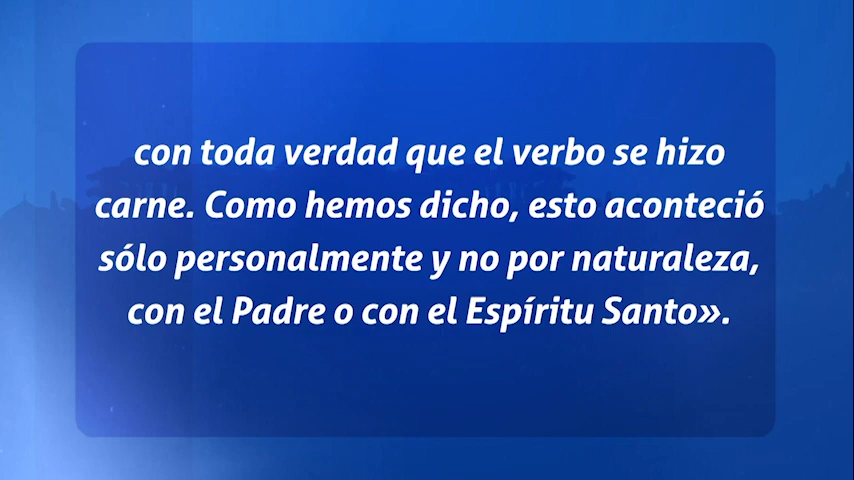 con toda verdad que el verbo se hizo
carne. Como hemos dicho, esto aconteció
sólo personalmente y no por naturaleza,
con el Padre o con el Espíritu Santo».